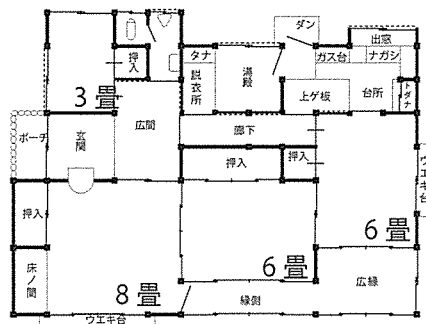 ダン
出窓
タナ
ガス台
ナガシ
押入
脱衣所
湯殿
3畳
上ゲ板
台所
トダナ
広間
ポーチ
玄関
廊下
押入
押入
ウエキ台
押入
6畳
床ノ間
6畳
8畳
広縁
縁側
ウエキ台